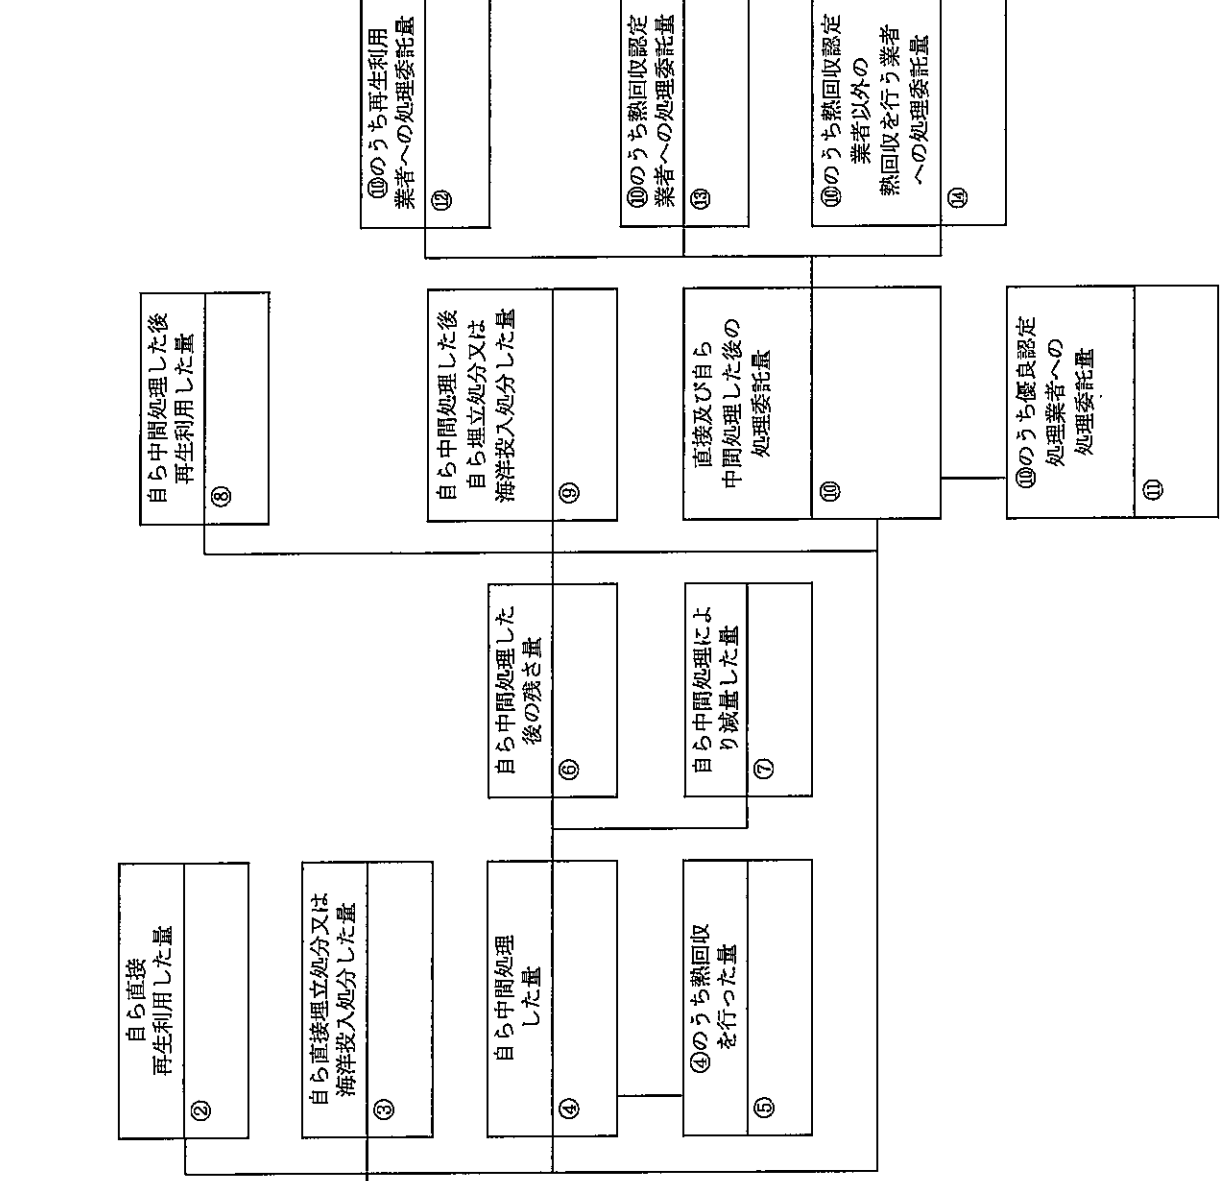 自ら直接
再生利用した量
②
自ら直接埋立処分又は
海洋投入処分した量
③
自ら中間処理
した量
④
④のうち熱回収
を行った量
⑤
自ら中間処理した
後の残さ量
⑥
自ら中間処理によ
り減量した量
⑦
自ら中間処理した後
再生利用した量
⑧
自ら中間処理した後
自ら埋立処分又は
海洋投入処分した量
⑨
直接及び自ら
中間処理した後の
処理委託量
⑩
⑩のうち優良認定
処理業者への
処理委託量
⑪
⑩のうち再生利用
業者への処理委託量
⑫
⑩のうち熱回収認定
業者への処理委託量
⑬
⑩のうち熱回収認定
業者以外の
熱回収を行う業者
への処理委託量
⑭